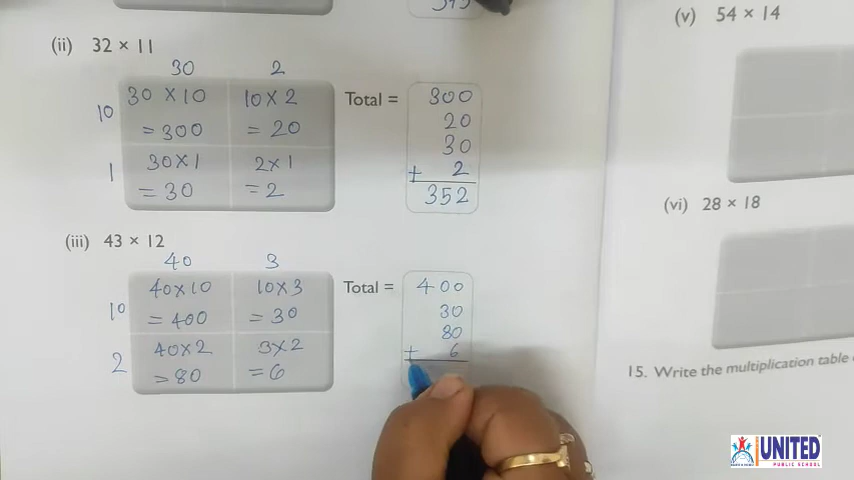 (ii) 32 × 11
30 2
10 30 × 10 10 × 2 Total = 300
= 300 = 20 20
30
1 30 × 1 2 × 1 + 2
= 30 = 2 352
(iii) 43 × 12
40 3
10 40 × 10 10 × 3 Total = 400
= 400 = 30 30
80
2 40 × 2 3 × 2 + 6
= 80 = 6
(v) 54 × 14
(vi) 28 × 18
15. Write the multiplication table
UNITED
PUBLIC SCHOOL